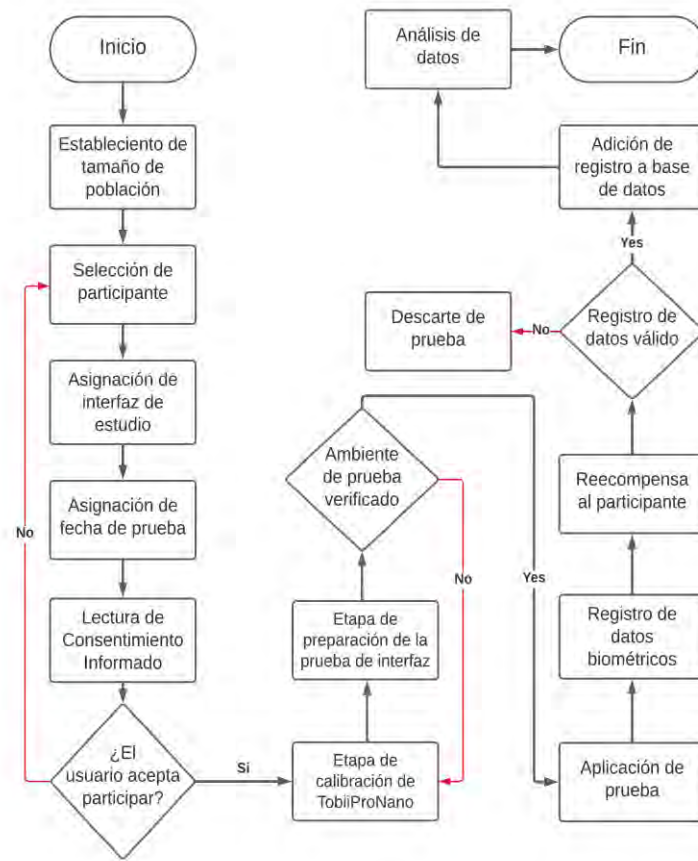 Inicio
Estableciento de
tamaño de
población
Selección de
participante
Asignación de
interfaz de
estudio
Asignación de
fecha de prueba
No
Lectura de
Consentimiento
Informado
¿El
usuario acepta
participar?
Si
Etapa de
calibración de
TobiiProNano
Etapa de
preparación de la
prueba de interfaz
Ambiente
de prueba
verificado
No
Yes
Aplicación de
prueba
Registro de
datos
biométricos
Reecompensa
al participante
Registro de
datos válido
No
Descarte de
prueba
Yes
Adición de
registro a base
de datos
Análisis de
datos
Fin